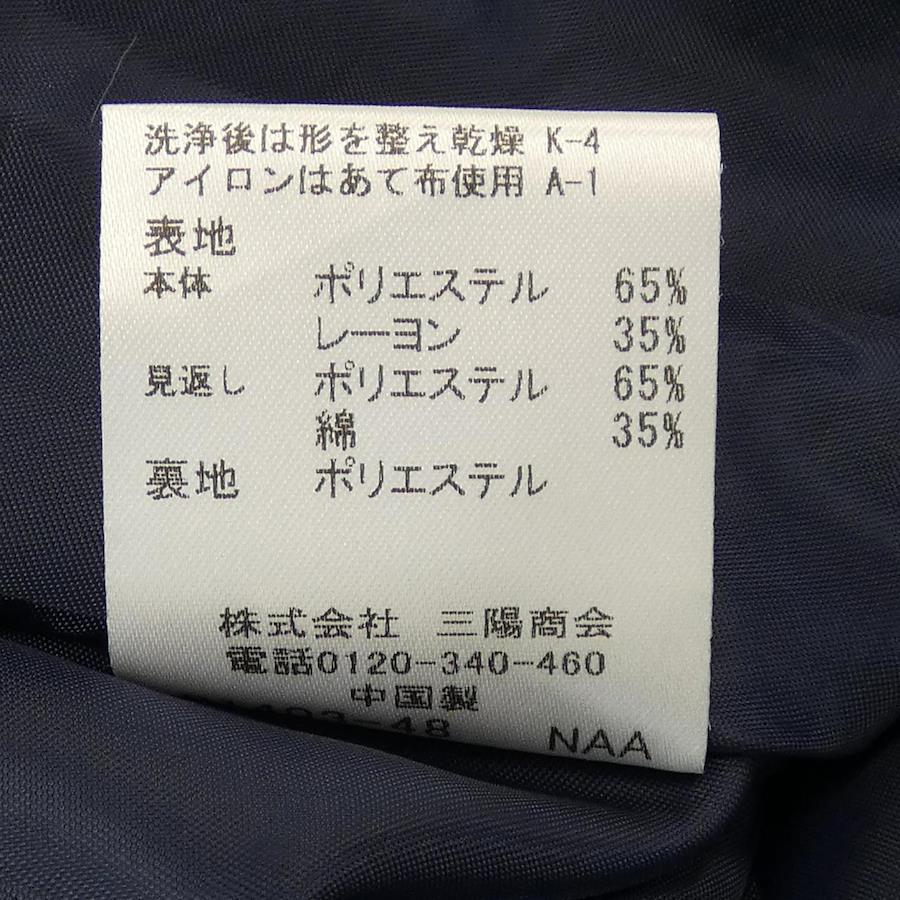 洗浄後は形を整え乾燥 K-4
アイロンはあて布使用 A-1
表地
本体 ポリエステル 65%
レーヨン 35%
見返し ポリエステル 65%
綿 35%
裏地 ポリエステル
株式会社 三陽商会
電話0120-340-460
中国製
NAA